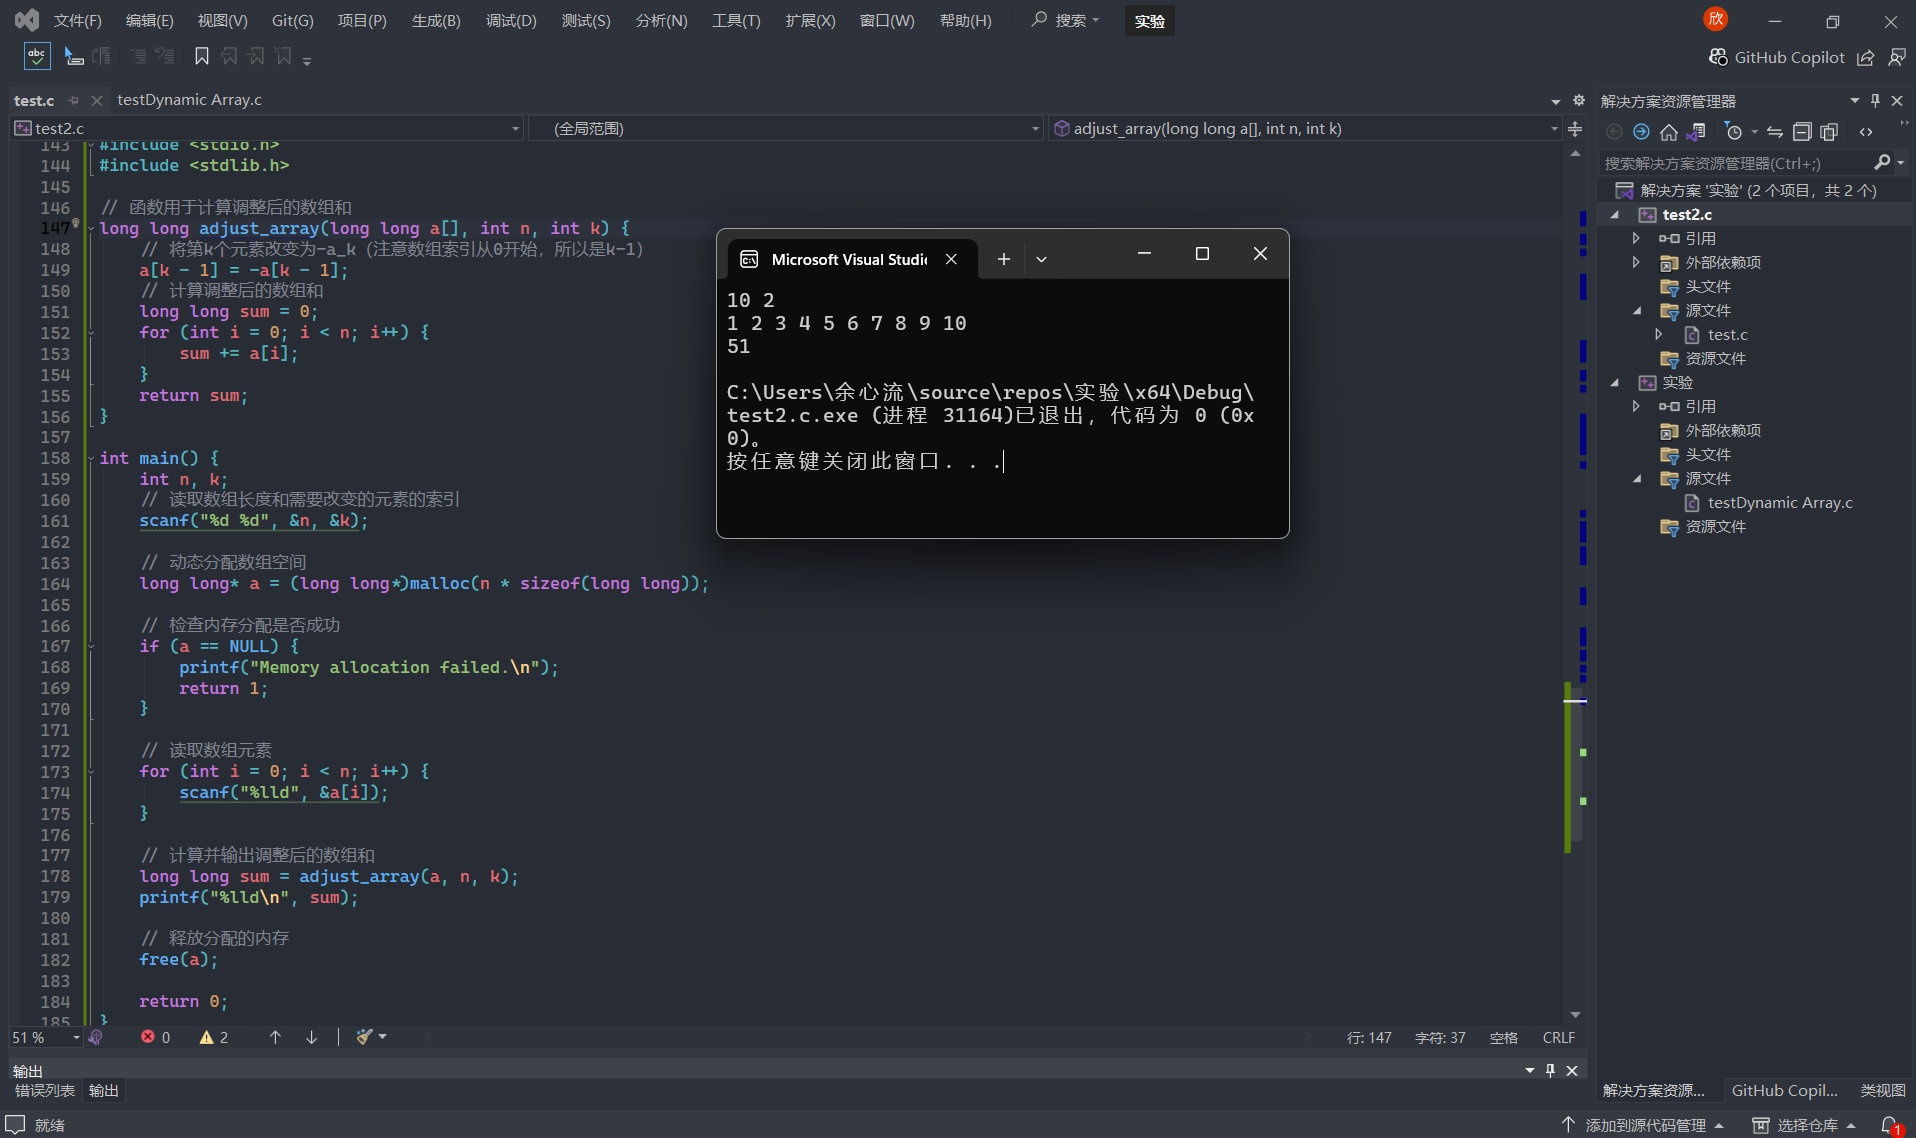 文件(F) 编辑(E) 视图(V) Git(G) 项目(P) 生成(B) 调试(D) 测试(S) 分析(N) 工具(T) 扩展(X) 窗口(W) 帮助(H) 搜索 实验 欣
abc GitHub Copilot
test.c testDynamic Array.c
test2.c (全局范围) adjust_array(long long a[], int n, int k)
143 #include <stdio.h>
144 #include <stdlib.h>
145
146 // 函数用于计算调整后的数组和
147 long long adjust_array(long long a[], int n, int k) {
148 // 将第k个元素改变为-a_k (注意数组索引从0开始，所以是k-1)
149 a[k - 1] = -a[k - 1];
150 // 计算调整后的数组和
151 long long sum = 0;
152 for (int i = 0; i < n; i++) {
153 sum += a[i];
154 }
155 return sum;
156 }
157
158 int main() {
159 int n, k;
160 // 读取数组长度和需要改变的元素的索引
161 scanf("%d %d", &n, &k);
162
163 // 动态分配数组空间
164 long long* a = (long long*)malloc(n * sizeof(long long));
165
166 // 检查内存分配是否成功
167 if (a == NULL) {
168 printf("Memory allocation failed.\n");
169 return 1;
170 }
171
172 // 读取数组元素
173 for (int i = 0; i < n; i++) {
174 scanf("%lld", &a[i]);
175 }
176
177 // 计算并输出调整后的数组和
178 long long sum = adjust_array(a, n, k);
179 printf("%lld\n", sum);
180
181 // 释放分配的内存
182 free(a);
183
184 return 0;
185 }
Microsoft Visual Studi
10 2
1 2 3 4 5 6 7 8 9 10
51
C:\Users\余心流\source\repos\实验\x64\Debug\
test2.c.exe (进程 31164)已退出，代码为 0 (0x
0)。
按任意键关闭此窗口. . .
解决方案资源管理器
搜索解决方案资源管理器(Ctrl+;)
解决方案 '实验' (2 个项目，共 2 个)
test2.c
引用
外部依赖项
头文件
源文件
test.c
资源文件
实验
引用
外部依赖项
头文件
源文件
testDynamic Array.c
资源文件
51 % 0 2 行: 147 字符: 37 空格 CRLF
输出
错误列表 输出 解决方案资源... GitHub Copil... 类视图
就绪 添加到源代码管理 选择仓库 1